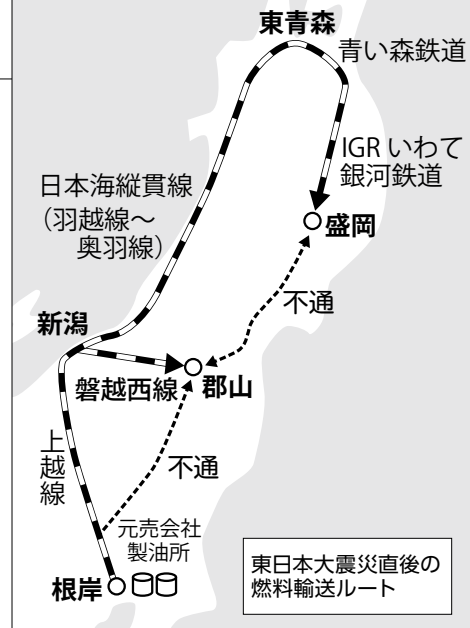 東青森
青い森鉄道
IGR いわて
銀河鉄道
盛岡
日本海縦貫線
（羽越線〜
奥羽線）
不通
新潟
磐越西線
郡山
上越線
不通
元売会社
製油所
根岸
東日本大震災直後の
燃料輸送ルート